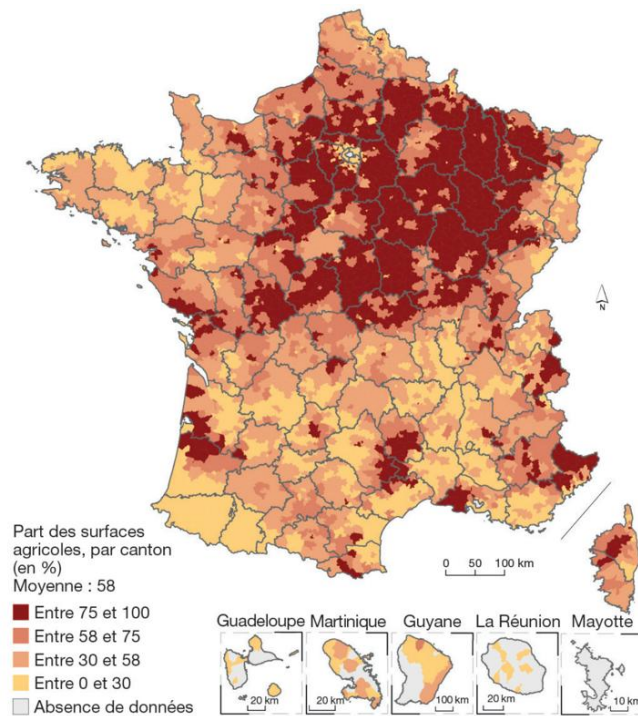 N
0 50 100 km
Part des surfaces
agricoles, par canton
(en %)
Moyenne : 58
Entre 75 et 100
Entre 58 et 75
Entre 30 et 58
Entre 0 et 30
Absence de données
Guadeloupe
20 km
Martinique
20 km
Guyane
100 km
La Réunion
20 km
Mayotte
10 km